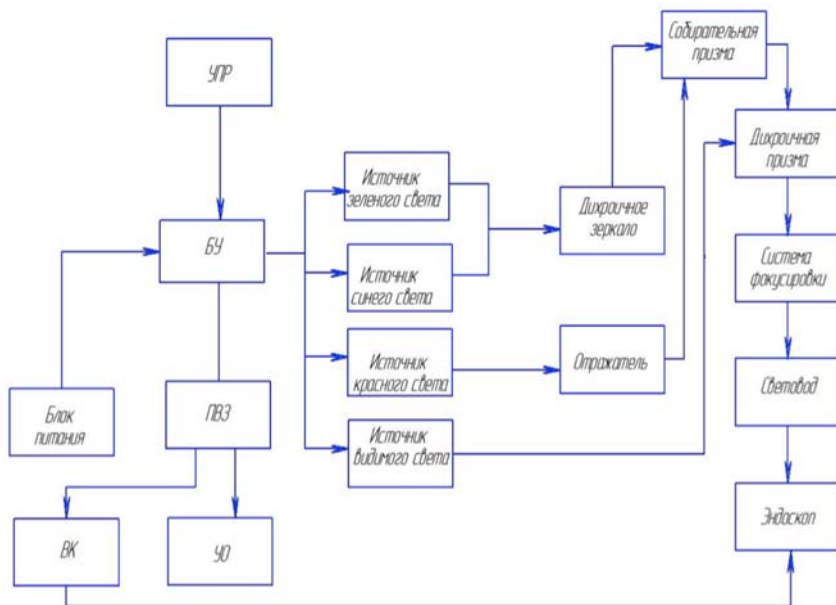 УПР
Собирательная
призма
Дихроичная
призма
Источник
зеленого света
Дихроичное
зеркало
БУ
Источник
синего света
Система
фокусировки
Источник
красного света
Отражатель
Световод
Блок
питания
ПВЗ
Источник
видимого света
Эндоскоп
ВК
УО